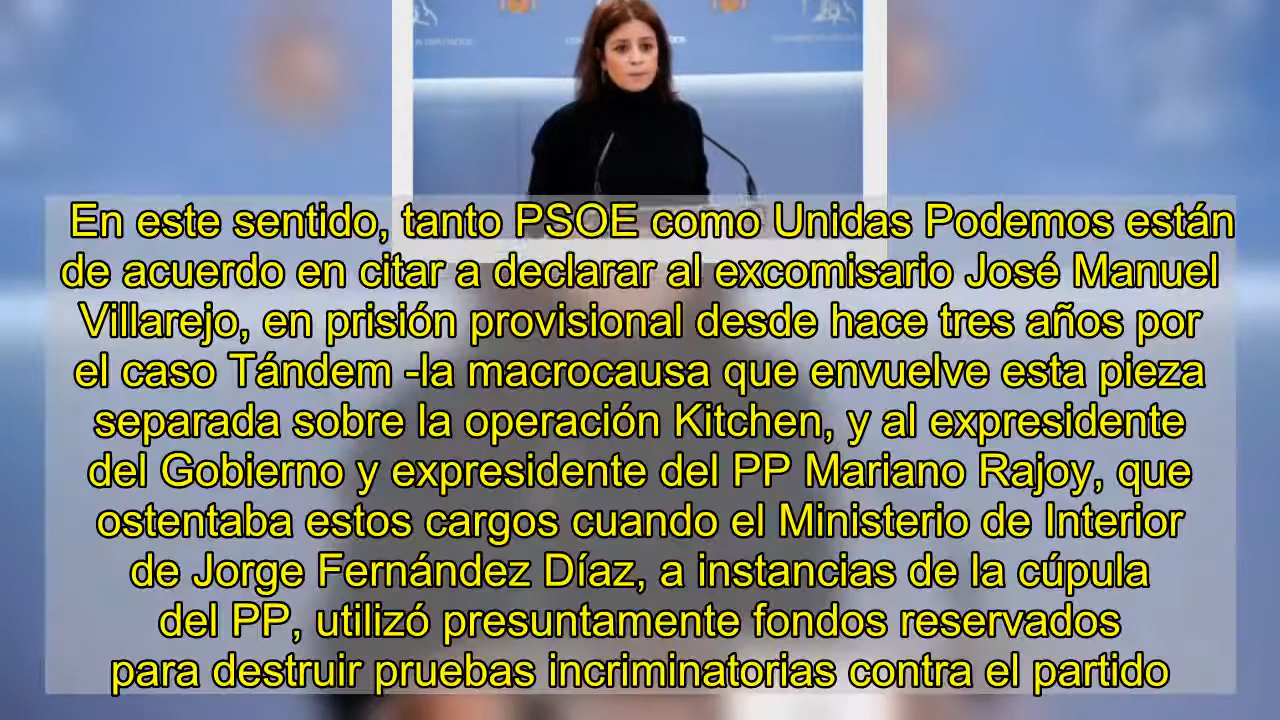 En este sentido, tanto PSOE como Unidas Podemos están
de acuerdo en citar a declarar al excomisario José Manuel
Villarejo, en prisión provisional desde hace tres años por
el caso Tándem -la macrocausa que envuelve esta pieza
separada sobre la operación Kitchen, y al expresidente
del Gobierno y expresidente del PP Mariano Rajoy, que
ostentaba estos cargos cuando el Ministerio de Interior
de Jorge Fernández Díaz, a instancias de la cúpula
del PP, utilizó presuntamente fondos reservados
para destruir pruebas incriminatorias contra el partido